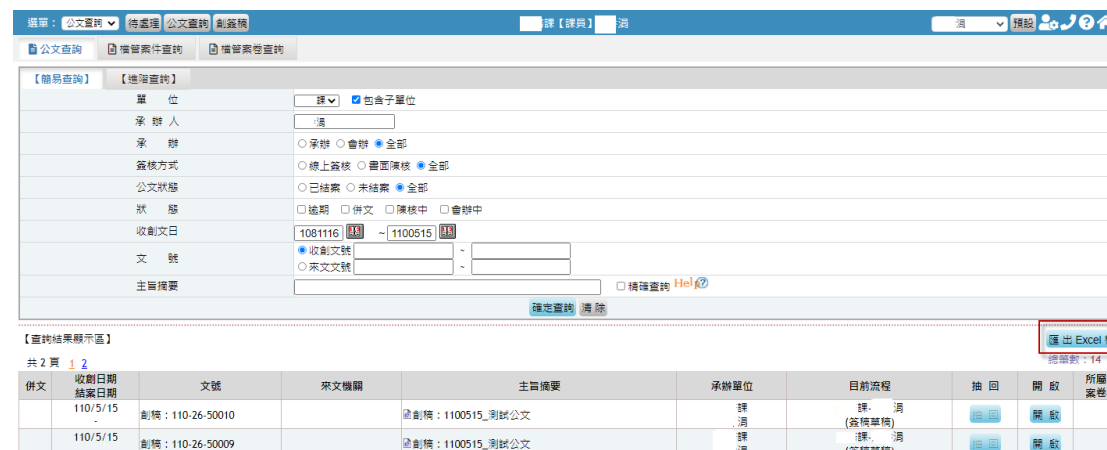 選單： 公文查詢 待處理 公文查詢 創簽稿 課【課員】 涓 涓 預設
公文查詢 檔管案件查詢 檔管案卷查詢
【簡易查詢】 【進階查詢】
單 位 課 包含子單位
承 辦 人 涓
承 辦 承辦 會辦 全部
簽核方式 線上簽核 書面陳核 全部
公文狀態 已結案 未結案 全部
狀 態 逾期 併文 陳核中 會辦中
收創文日 1081116 ~ 1100515
文 號 收創文號 ~
來文文號 ~
主旨摘要 精確查詢 Help?
確定查詢 清 除
【查詢結果顯示區】 匯 出 Excel
共 2 頁 1 2 總筆數：14
併文 收創日期 結案日期 文號 來文機關 主旨摘要 承辦單位 目前流程 抽 回 開 啟 所屬案卷
110/5/15 - 創稿：110-26-50010 創稿：1100515_測試公文 課 涓 課- 涓 (簽稿草稿) 抽 回 開 啟
110/5/15 創稿：110-26-50009 創稿：1100515_測試公文 課 涓 課- 涓 (簽稿草稿) 抽 回 開 啟